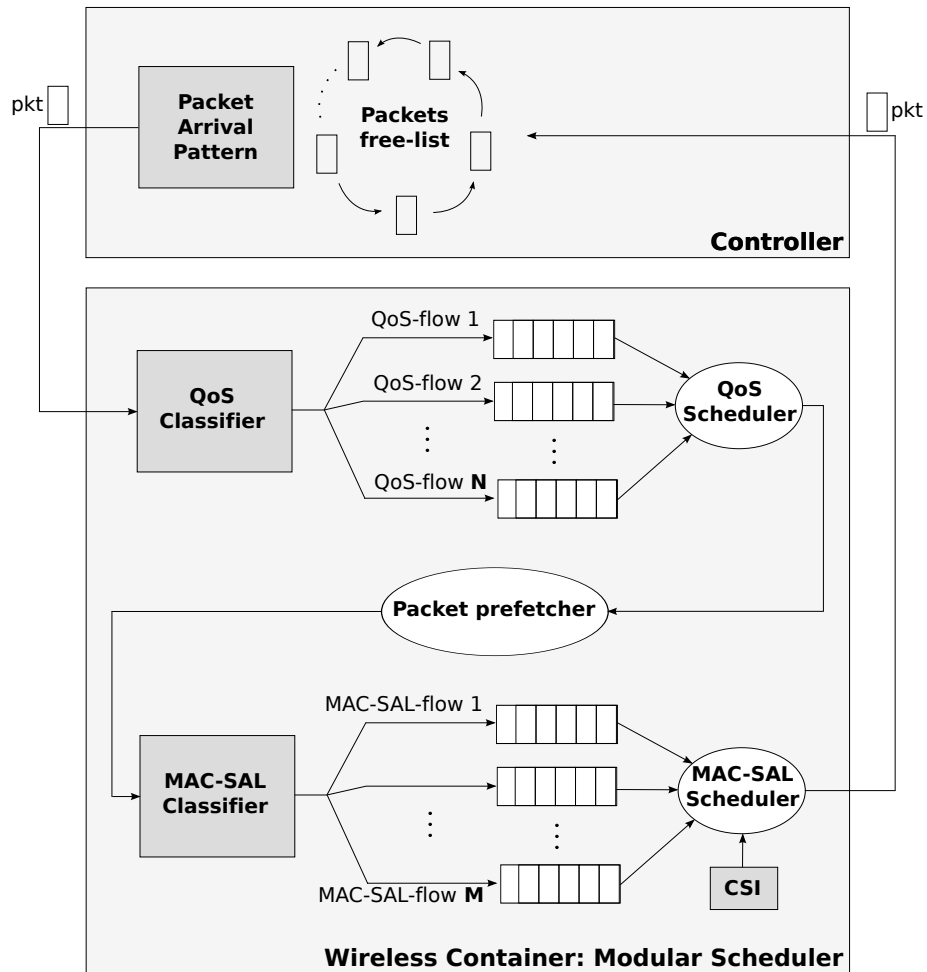 pkt
Packet
Arrival
Pattern
Packets
free-list
pkt
Controller
QoS-flow 1
QoS
Classifier
QoS-flow 2
QoS
Scheduler
QoS-flow N
Packet prefetcher
MAC-SAL-flow 1
MAC-SAL
Classifier
MAC-SAL
Scheduler
MAC-SAL-flow M
CSI
Wireless Container: Modular Scheduler